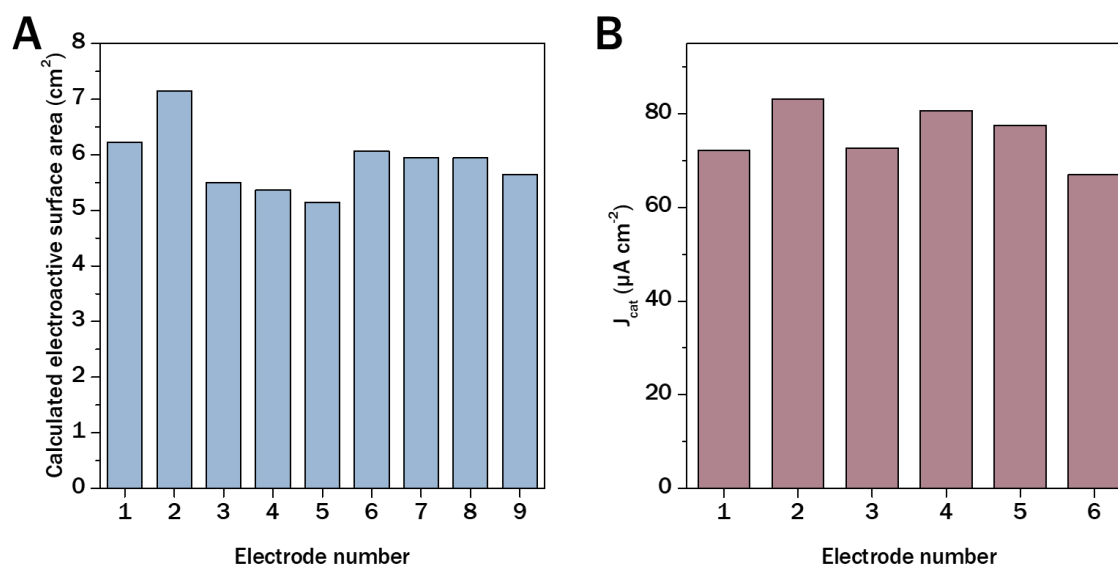 A
Calculated electroactive surface area (cm²)
8
7
6
5
4
3
2
1
0
1 2 3 4 5 6 7 8 9
Electrode number
B
J_cat (µA cm⁻²)
80
60
40
20
0
1 2 3 4 5 6
Electrode number